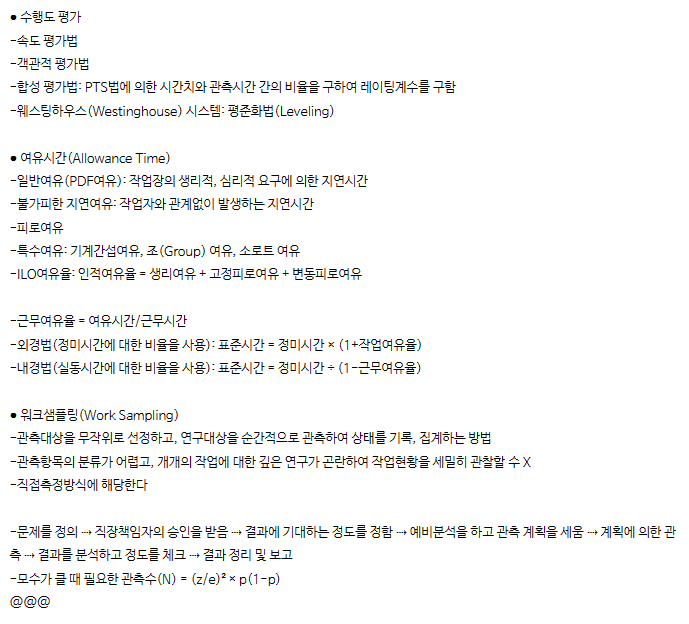 ● 수행도 평가
-속도 평가법
-객관적 평가법
-합성 평가법: PTS법에 의한 시간치와 관측시간 간의 비율을 구하여 레이팅계수를 구함
-웨스팅하우스(Westinghouse) 시스템: 평준화법(Leveling)
● 여유시간(Allowance Time)
-일반여유(PDF여유): 작업장의 생리적, 심리적 요구에 의한 지연시간
-불가피한 지연여유: 작업자와 관계없이 발생하는 지연시간
-피로여유
-특수여유: 기계간섭여유, 조(Group) 여유, 소로트 여유
-ILO여유율: 인적여유율 = 생리여유 + 고정피로여유 + 변동피로여유
-근무여유율 = 여유시간/근무시간
-외경법(정미시간에 대한 비율을 사용): 표준시간 = 정미시간 × (1+작업여유율)
-내경법(실동시간에 대한 비율을 사용): 표준시간 = 정미시간 ÷ (1-근무여유율)
● 워크샘플링(Work Sampling)
-관측대상을 무작위로 선정하고, 연구대상을 순간적으로 관측하여 상태를 기록, 집계하는 방법
-관측항목의 분류가 어렵고, 개개의 작업에 대한 깊은 연구가 곤란하여 작업현황을 세밀히 관찰할 수 X
-직접측정방식에 해당한다
-문제를 정의 → 직장책임자의 승인을 받음 → 결과에 기대하는 정도를 정함 → 예비분석을 하고 관측 계획을 세움 → 계획에 의한 관
측 → 결과를 분석하고 정도를 체크 → 결과 정리 및 보고
-모수가 클 때 필요한 관측수(N) = (z/e)² × p(1-p)
@@@